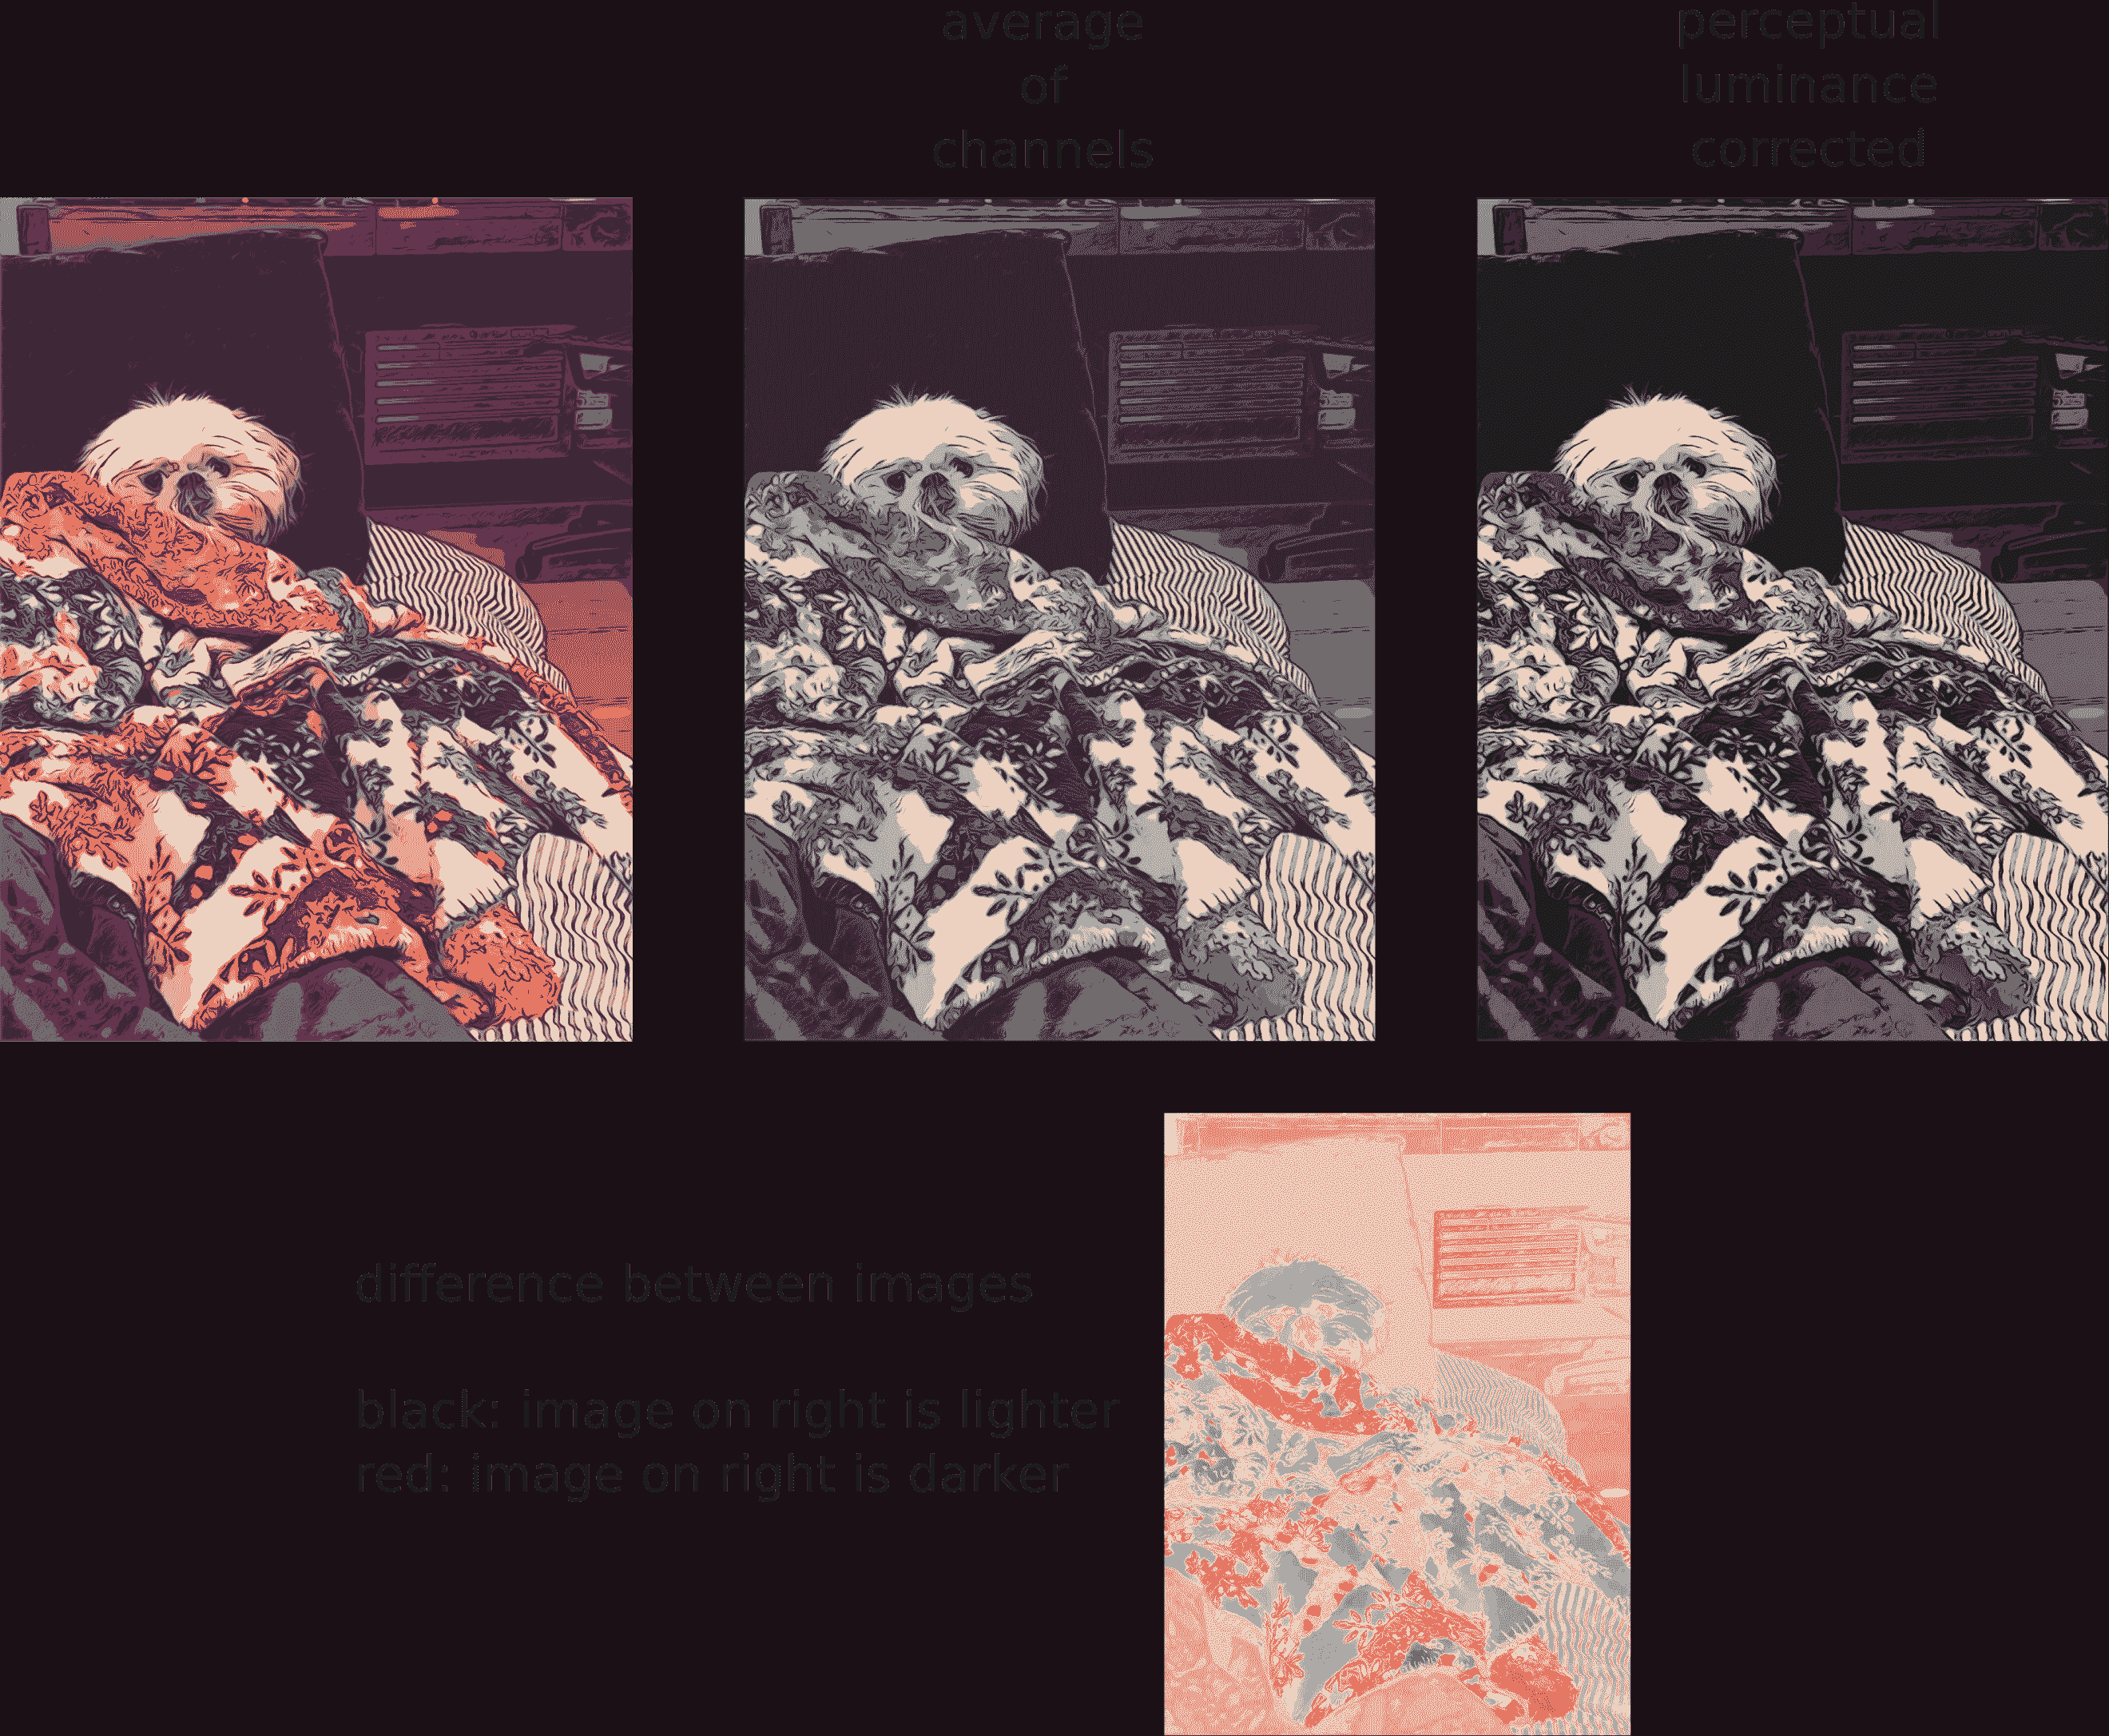 average
of
channels
perceptual
luminance
corrected
difference between images
black: image on right is lighter
red: image on right is darker